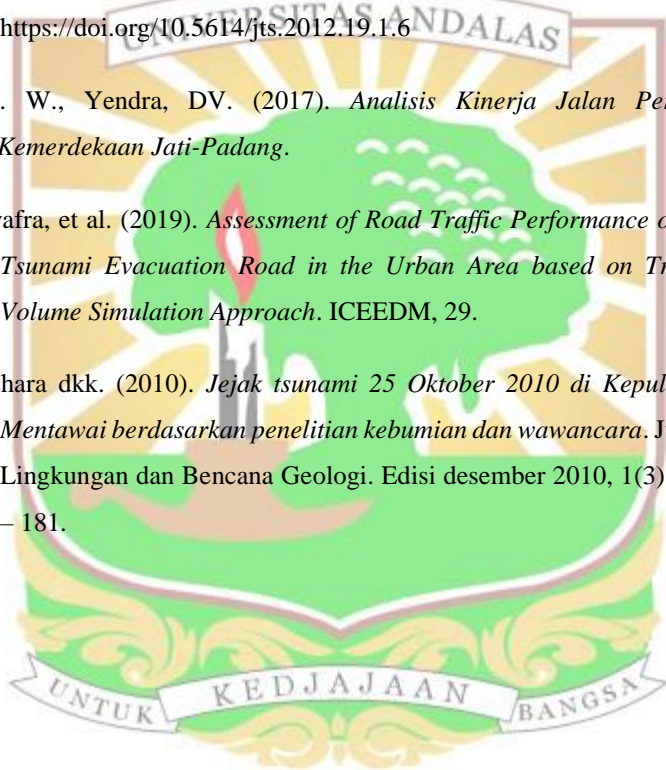 https://doi.org/10.5614/jts.2012.19.1.6
UNIVERSITAS ANDALAS
. W., Yendra, DV. (2017). Analisis Kinerja Jalan
Kemerdekaan Jati-Padang.
afra, et al. (2019). Assessment of Road Traffic Performance
Tsunami Evacuation Road in the Urban Area based on
Volume Simulation Approach. ICEEDM, 29.
hara dkk. (2010). Jejak tsunami 25 Oktober 2010 di
Mentawai berdasarkan penelitian kebumian dan wawancara.
Lingkungan dan Bencana Geologi. Edisi desember 2010, 1(3)
– 181.
UNTUK KEDJAJAAN BANGSA